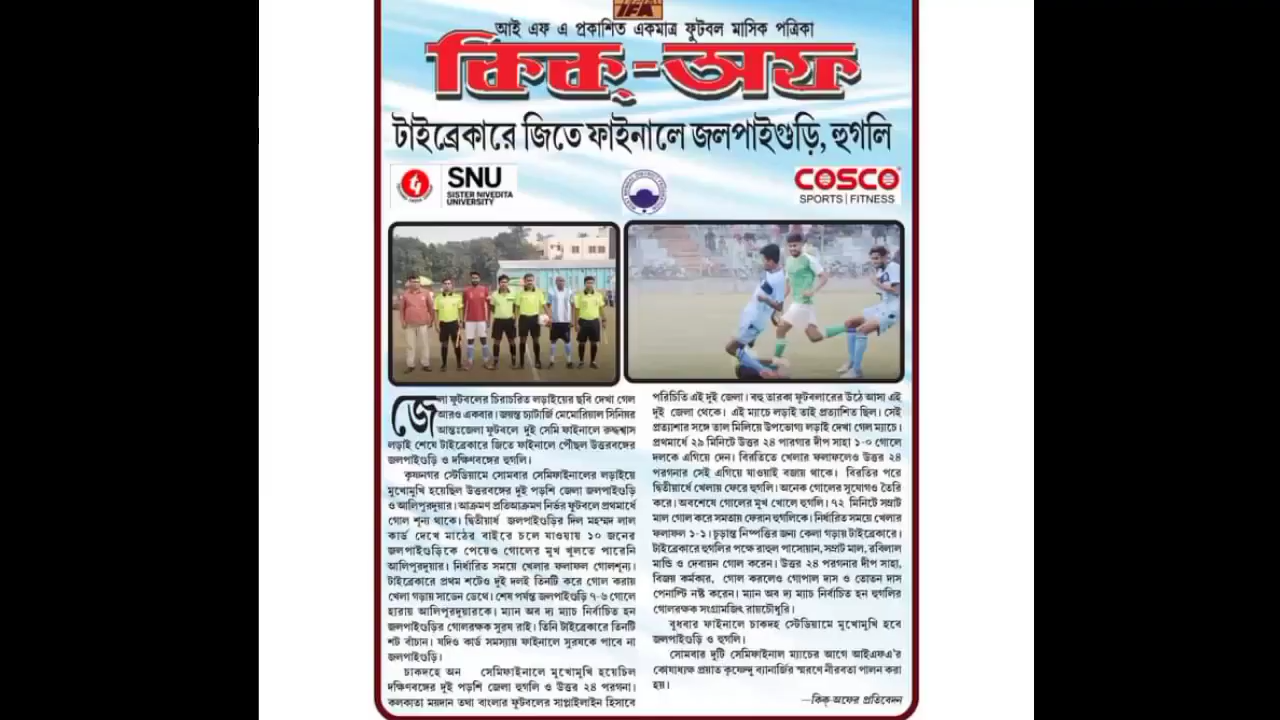 IFA
আই এফ এ প্রকাশিত একমাত্র ফুটবল মাসিক পত্রিকা
কিক্-অফ
টাইব্রেকারে জিতে ফাইনালে জলপাইগুড়ি, হুগলি
SNU
SISTER NIVEDITA
UNIVERSITY
COSCO
SPORTS | FITNESS
জেলা ফুটবলের চিরাচরিত লড়াইয়ের ছবি দেখা গেল
আরও একবার। জয়ন্ত চ্যাটার্জি মেমোরিয়াল সিনিয়র
আন্তঃজেলা ফুটবলে দুই সেমি ফাইনালে রুদ্ধশ্বাস
লড়াই শেষে টাইব্রেকারে জিতে ফাইনালে পৌঁছল উত্তরবঙ্গের
জলপাইগুড়ি ও দক্ষিণবঙ্গের হুগলি।
কৃষ্ণনগর স্টেডিয়ামে সোমবার সেমিফাইনালের লড়াইয়ে
মুখোমুখি হয়েছিল উত্তরবঙ্গের দুই পড়শি জেলা জলপাইগুড়ি
ও আলিপুরদুয়ার। আক্রমণ প্রতিআক্রমণ নির্ভর ফুটবলে প্রথমার্ধে
গোল শূন্য থাকে। দ্বিতীয়ার্ধ জলপাইগুড়ির দিল মহম্মদ লাল
কার্ড দেখে মাঠের বাইরে চলে যাওয়ায় ১০ জনের
জলপাইগুড়িকে পেয়েও গোলের মুখ খুলতে পারেনি
আলিপুরদুয়ার। নির্ধারিত সময়ে খেলার ফলাফল গোলশূন্য।
টাইব্রেকারে প্রথম শটেও দুই দলই তিনটি করে গোল করায়
খেলা গড়ায় সাডেন ডেথে। শেষ পর্যন্ত জলপাইগুড়ি ৭-৬ গোলে
হারায় আলিপুরদুয়ারকে। ম্যান অব দ্য ম্যাচ নির্বাচিত হন
জলপাইগুড়ির গোলরক্ষক সুরয রাই। তিনি টাইব্রেকারে তিনটি
শট বাঁচান। যদিও কার্ড সমস্যায় ফাইনালে সুরযকে পাবে না
জলপাইগুড়ি।
চাকদহে অন সেমিফাইনালে মুখোমুখি হয়েচিল
দক্ষিণবঙ্গের দুই পড়শি জেলা হুগলি ও উত্তর ২৪ পরগনা।
কলকাতা ময়দান তথা বাংলার ফুটবলের সাপ্লাইলাইন হিসাবে
পরিচিতি এই দুই জেলা। বহু তারকা ফুটবলারের উঠে আসা এই
দুই জেলা থেকে। এই ম্যাচে লড়াই তাই প্রত্যাশিত ছিল। সেই
প্রত্যাশার সঙ্গে তাল মিলিয়ে উপভোগ্য লড়াই দেখা গেল ম্যাচে।
প্রথমার্ধে ২৯ মিনিটে উত্তর ২৪ পারগার দীপ সাহা ১-০ গোলে
দলকে এগিয়ে দেন। বিরতিতে খেলার ফলাফলেও উত্তর ২৪
পরগনার সেই এগিয়ে যাওয়াই বজায় থাকে। বিরতির পরে
দ্বিতীয়ার্ধে খেলায় ফেরে হুগলি। অনেক গোলের সুযোগও তৈরি
করে। অবশেষে গোলের মুখ খোলে হুগলি। ৭২ মিনিটে সম্রাট
মাল গোল করে সমতায় ফেরান হুগলিকে। নির্ধারিত সময়ে খেলার
ফলাফল ১-১। চূড়ান্ত নিষ্পত্তির জন্য কেলা গড়ায় টাইব্রেকারে।
টাইব্রেকারে হুগলির পক্ষে রাহুল পাসোয়ান, সম্রাট মাল, রবিলাল
মান্ডি ও দেবায়ন গোল করেন। উত্তর ২৪ পরগনার দীপ সাহা,
বিজয় কর্মকার, গোল করলেও গোপাল দাস ও তোতন দাস
পেনাল্টি নষ্ট করেন। ম্যান অব দ্য ম্যাচ নির্বাচিত হন হুগলির
গোলরক্ষক সংগ্রামজিৎ রায়চৌধুরি।
বুধবার ফাইনালে চাকদহ স্টেডিয়ামে মুখোমুখি হবে
জলপাইগুড়ি ও হুগলি।
সোমবার দুটি সেমিফাইনাল ম্যাচের আগে আইএফএ'র
কোষাধ্যক্ষ প্রয়াত কৃষ্ণেন্দু ব্যানার্জির স্মরণে নীরবতা পালন করা
হয়।
—কিক্-অফের প্রতিবেদন